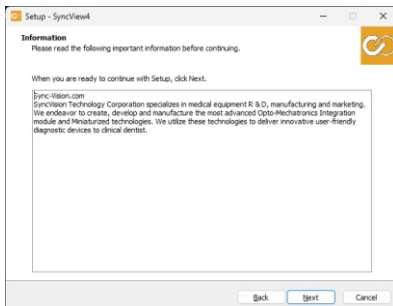 Setup - SyncView4
Information
Please read the following important information before continuing.
When you are ready to continue with Setup, click Next.
Sync-Vision.com
SyncVision Technology Corporation specializes in medical equipment R & D, manufacturing and marketing.
We endeavor to create, develop and manufacture the most advanced Opto-Mechatronics Integration
module and Miniaturized technologies. We utilize these technologies to deliver innovative user-friendly
diagnostic devices to clinical dentist.
Back Next Cancel